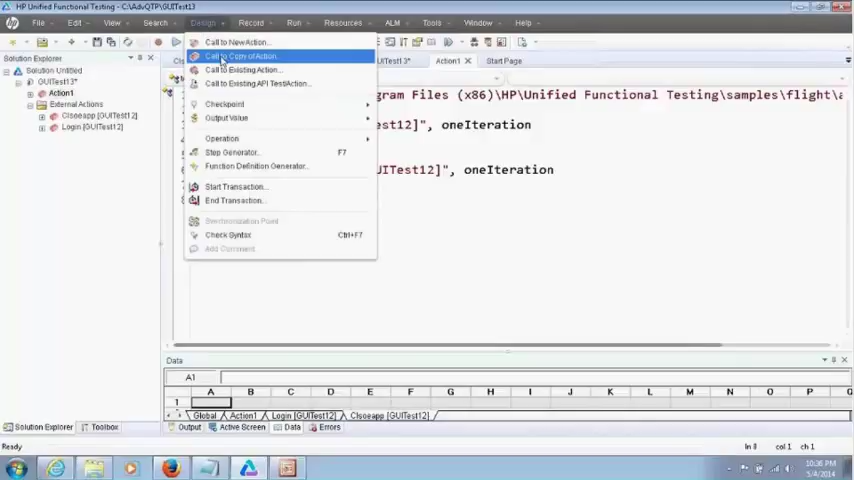 HP Unified Functional Testing - C:\AdvQTP\GUITest13
File Edit View Search Design Record Run Resources ALM Tools Window Help
Solution Explorer
Solution Untitled
GUITest13*
Action1
External Actions
Clsoeapp [GUITest12]
Login [GUITest12]
Call to New Action...
Call to Copy of Action...
Call to Existing Action...
Call to Existing API Test/Action...
Checkpoint
Output Value
Operation
Step Generator... F7
Function Definition Generator...
Start Transaction...
End Transaction...
Synchronization Point
Check Syntax Ctrl+F7
Add Comment...
Test13* Action1 Start Page
gram Files (x86)\HP\Unified Functional Testing\samples\flight\a
est12]", oneIteration
UITest12]", oneIteration
Data
A1
A B C D E F G H I J K L M N O P
1
Global Action1 Login [GUITest12] Clsoeapp [GUITest12]
Solution Explorer Toolbox Output Active Screen Data Errors
Ready ln 8 col 1 ch 1
10:36 PM
5/4/2014